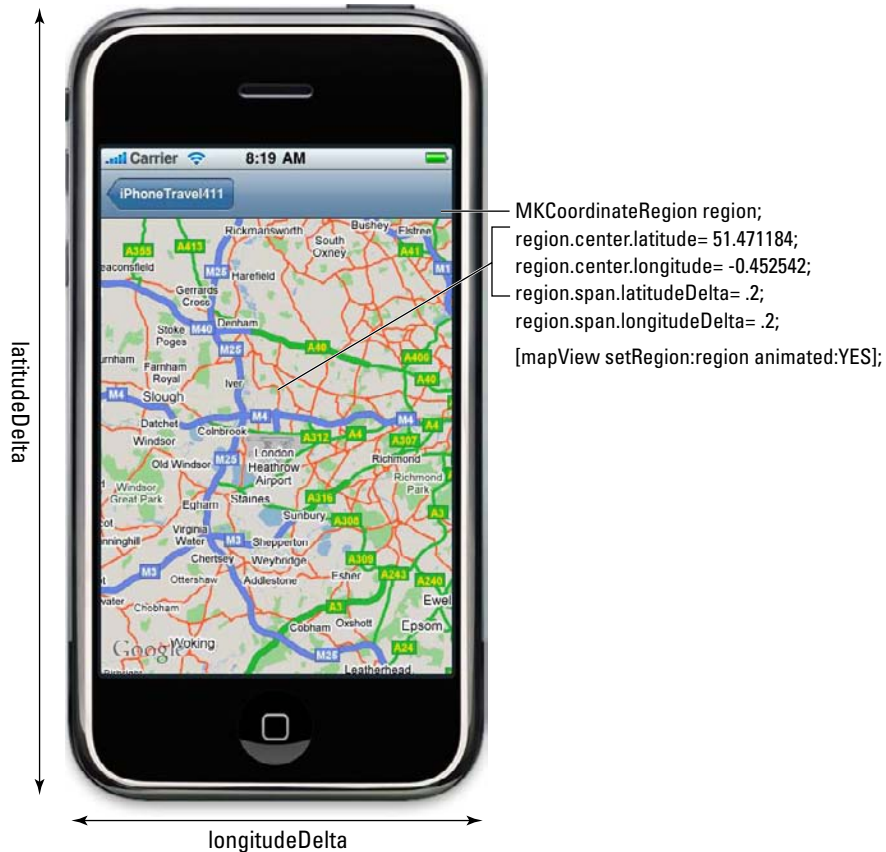 Carrier 8:19 AM
iPhoneTravel411
Rickmansworth
Bushey
Elstree
South
Oxney
A355
A413
A41
eaconsfield
M25
Harefield
M1
Gerrards
Cross
Stoke
Poges
M40
Denham
M25
A40
A406
urnham
Farnham
Royal
Iver
A40
M4
Slough
M4
M4
A4
Datchet
Colnbrook
A312
A4
A307
Windsor
Old Windsor
M25
London
Heathrow
Airport
Richmond
Windsor
Great Park
Staines
A316
Richmond
Park
Egham
Sunbury
A308
A3
cot
Virginia
Water
M3
Shepperton
nninghill
Chertsey
Weybridge
A309
M3
Ottershaw
Addlestone
Esher
A243
A240
water
Chobham
A3
Ewel
Cobham
Oxshott
Epsom
Google
Woking
M25
A24
Leatherhead
latitudeDelta
longitudeDelta
MKCoordinateRegion region;
region.center.latitude= 51.471184;
region.center.longitude= -0.452542;
region.span.latitudeDelta= .2;
region.span.longitudeDelta= .2;
[mapView setRegion:region animated:YES];